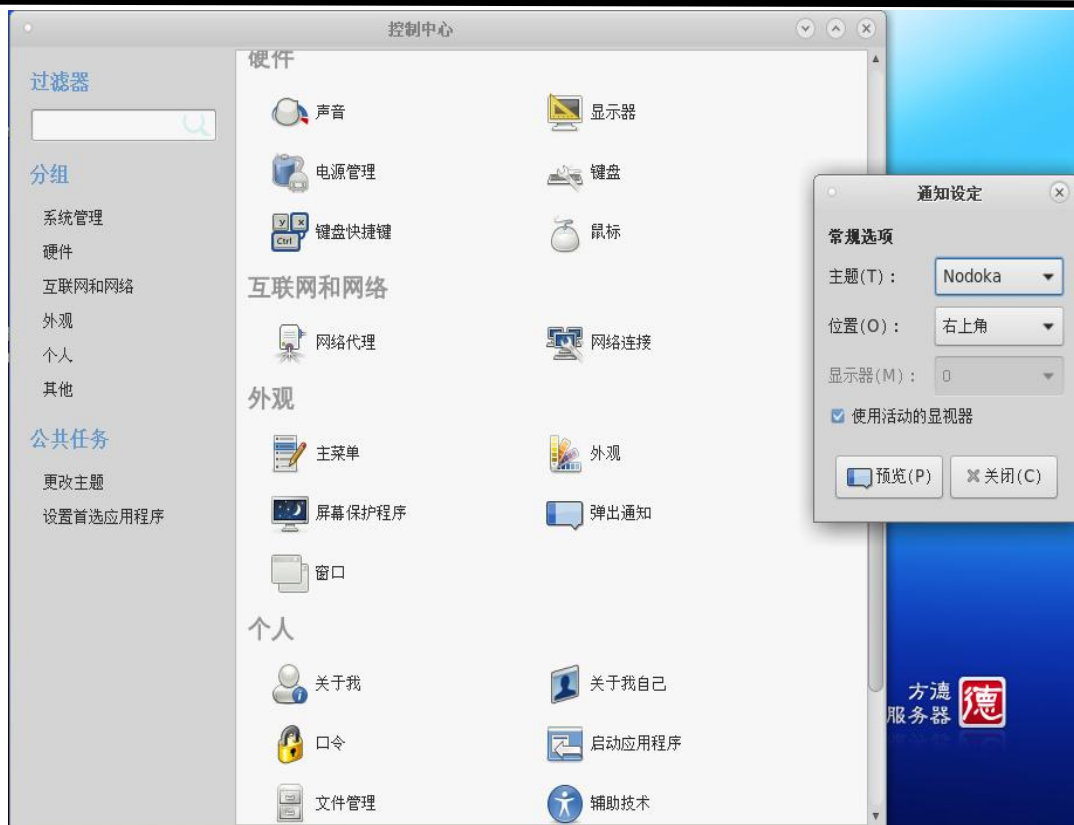 控制中心
过滤器
分组
系统管理
硬件
互联网和网络
外观
个人
其他
公共任务
更改主题
设置首选应用程序
硬件
声音
显示器
电源管理
键盘
y x Ctrl
键盘快捷键
鼠标
互联网和网络
网络代理
网络连接
外观
主菜单
外观
屏幕保护程序
弹出通知
窗口
个人
关于我
关于我自己
口令
启动应用程序
文件管理
辅助技术
通知设定
常规选项
主题(T)： Nodoka
位置(O)： 右上角
显示器(M)： 0
使用活动的显视器
预览(P) 关闭(C)
方德
服务器
德